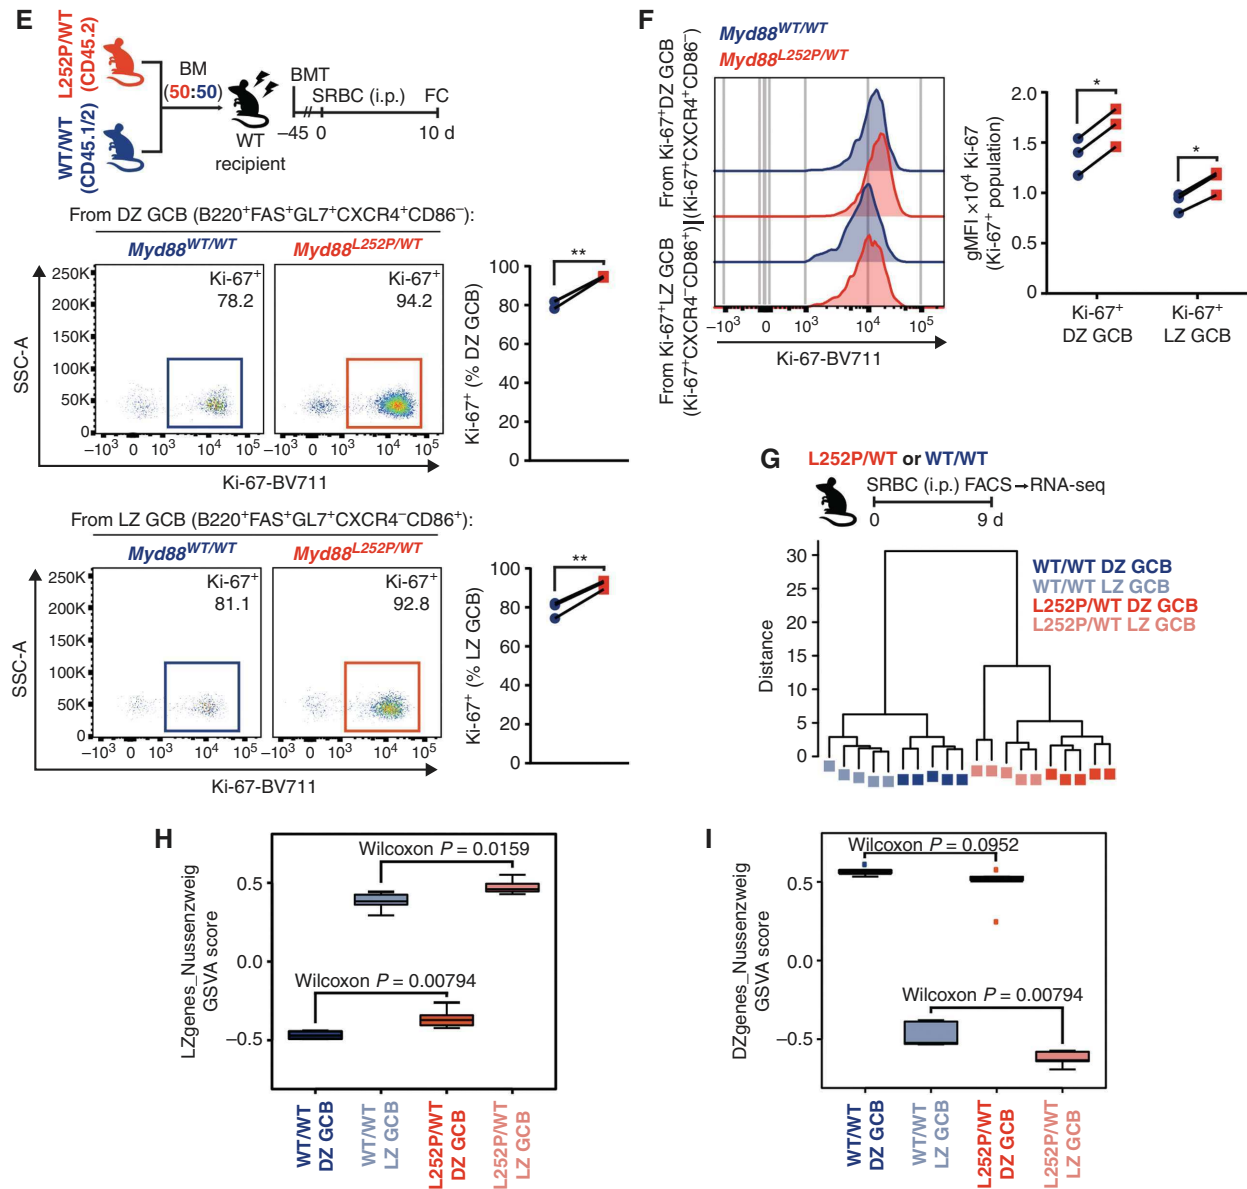 E
L252P/WT
(CD45.2)
WT/WT
(CD45.1/2)
BM
(50:50)
WT
recipient
BMT
SRBC (i.p.)
FC
–45 0
10 d
From DZ GCB (B220+FAS+GL7+CXCR4+CD86–):
Myd88WT/WT
Myd88L252P/WT
Ki-67+
78.2
Ki-67+
94.2
SSC-A
250K
200K
150K
100K
50K
0
–10³ 0 10³ 10⁴ 10⁵
–10³ 0 10³ 10⁴ 10⁵
Ki-67-BV711
Ki-67+ (% DZ GCB)
100
80
60
40
20
0
**
From LZ GCB (B220+FAS+GL7+CXCR4–CD86+):
Myd88WT/WT
Myd88L252P/WT
Ki-67+
81.1
Ki-67+
92.8
SSC-A
250K
200K
150K
100K
50K
0
–10³ 0 10³ 10⁴ 10⁵
–10³ 0 10³ 10⁴ 10⁵
Ki-67-BV711
Ki-67+ (% LZ GCB)
100
80
60
40
20
0
**
F
Myd88WT/WT
Myd88L252P/WT
From Ki-67+DZ GCB
(Ki-67+CXCR4+CD86–)
From Ki-67+LZ GCB
(Ki-67+CXCR4–CD86+)
–10³ 0 10³ 10⁴ 10⁵
Ki-67-BV711
gMFI ×10⁴ Ki-67
(Ki-67+ population)
2.0
1.5
1.0
0.5
0
*
*
Ki-67+
DZ GCB
Ki-67+
LZ GCB
G
L252P/WT or WT/WT
SRBC (i.p.) FACS→RNA-seq
0
9 d
Distance
30
25
20
15
10
5
0
WT/WT DZ GCB
WT/WT LZ GCB
L252P/WT DZ GCB
L252P/WT LZ GCB
H
LZgenes_Nussenzweig
GSVA score
0.5
0.0
–0.5
Wilcoxon P = 0.0159
Wilcoxon P = 0.00794
WT/WT
DZ GCB
WT/WT
LZ GCB
L252P/WT
DZ GCB
L252P/WT
LZ GCB
I
DZgenes_Nussenzweig
GSVA score
0.5
0.0
–0.5
Wilcoxon P = 0.0952
Wilcoxon P = 0.00794
WT/WT
DZ GCB
WT/WT
LZ GCB
L252P/WT
DZ GCB
L252P/WT
LZ GCB